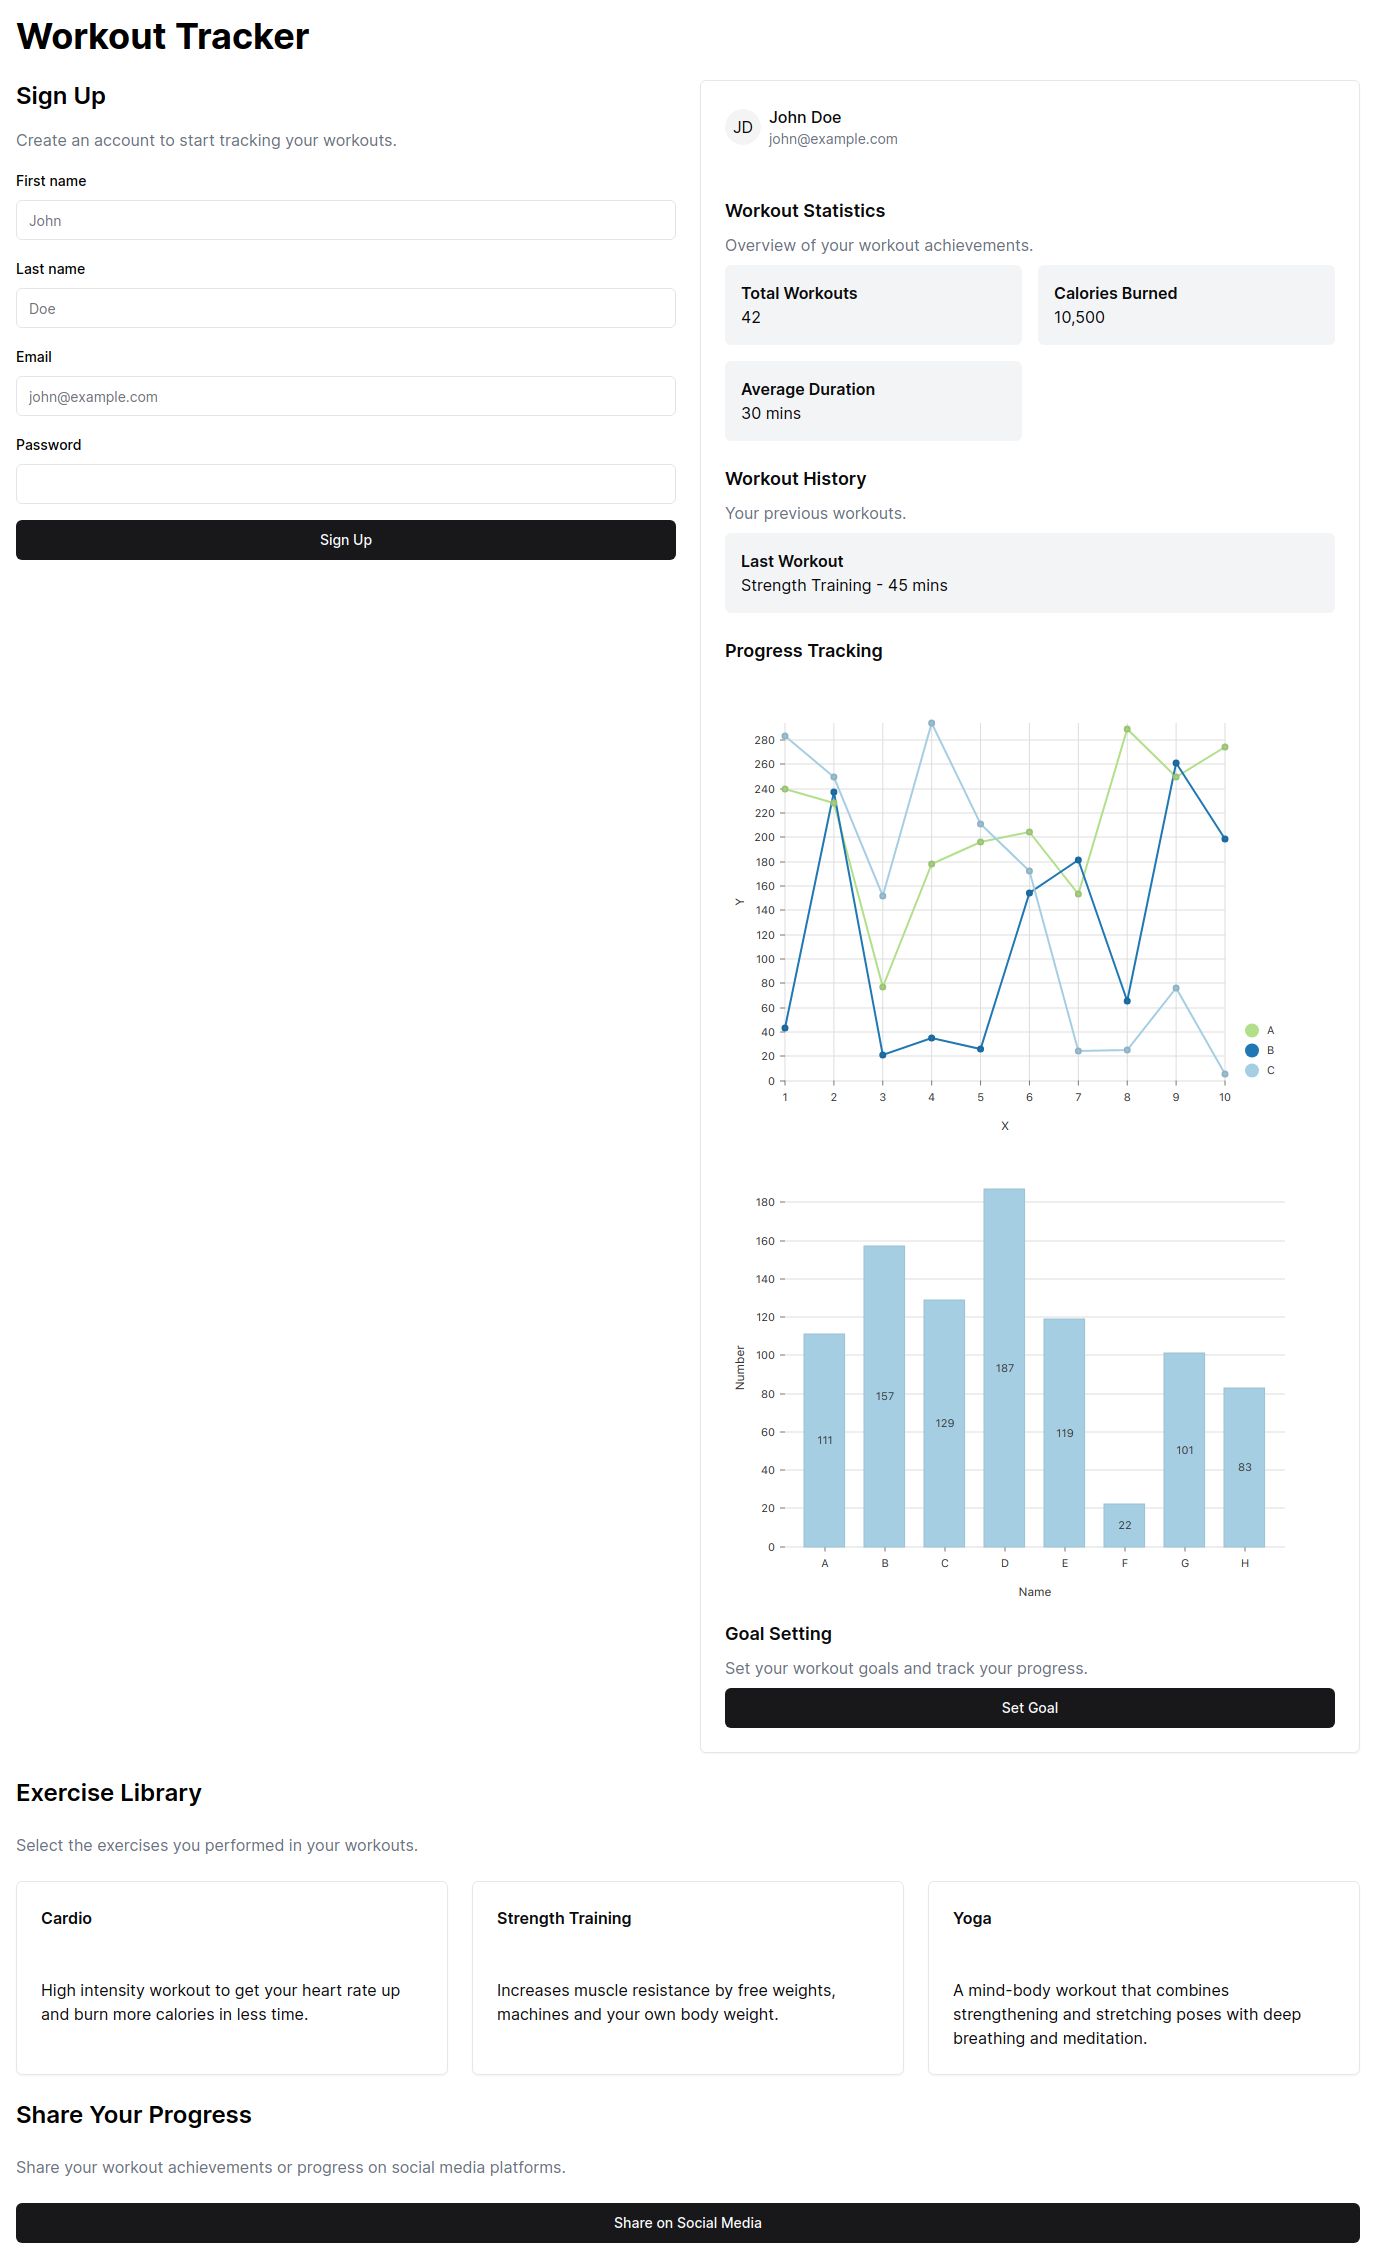 Workout Tracker
Sign Up
Create an account to start tracking your workouts.
First name
John
Last name
Doe
Email
john@example.com
Password
Sign Up
JD
John Doe
john@example.com
Workout Statistics
Overview of your workout achievements.
Total Workouts
42
Calories Burned
10,500
Average Duration
30 mins
Workout History
Your previous workouts.
Last Workout
Strength Training - 45 mins
Progress Tracking
280
260
240
220
200
180
160
140
120
100
80
60
40
20
0
Y
1 2 3 4 5 6 7 8 9 10
X
A
B
C
180
160
140
120
100
80
60
40
20
0
Number
111 157 129 187 119 22 101 83
A B C D E F G H
Name
Goal Setting
Set your workout goals and track your progress.
Set Goal
Exercise Library
Select the exercises you performed in your workouts.
Cardio
High intensity workout to get your heart rate up
and burn more calories in less time.
Strength Training
Increases muscle resistance by free weights,
machines and your own body weight.
Yoga
A mind-body workout that combines
strengthening and stretching poses with deep
breathing and meditation.
Share Your Progress
Share your workout achievements or progress on social media platforms.
Share on Social Media